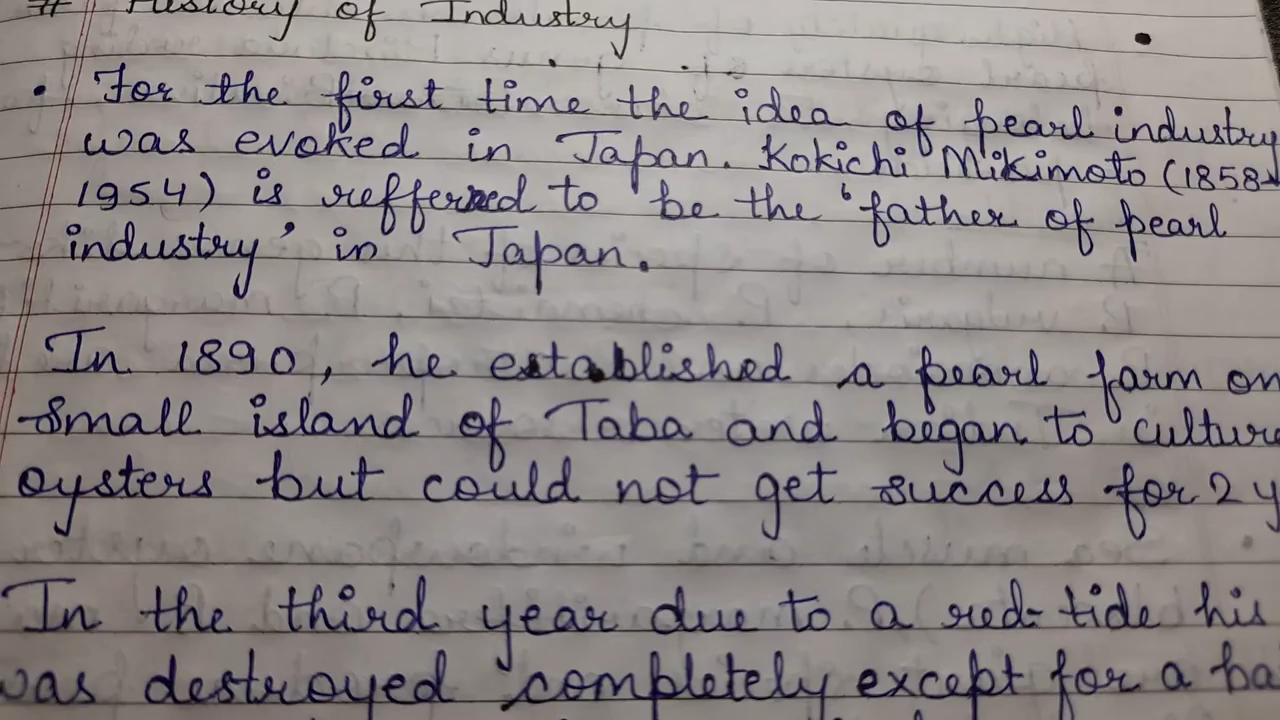 # History of Industry
• For the first time the idea of pearl industry
was evoked in Japan. Kokichi Mikimoto (1858-
1954) is refferred to be the 'father of pearl
industry' in Japan.
In 1890, he established a pearl farm on
small island of Taba and began to culture
oysters but could not get success for 2 y
In the third year due to a red-tide his
was destroyed completely except for a ba